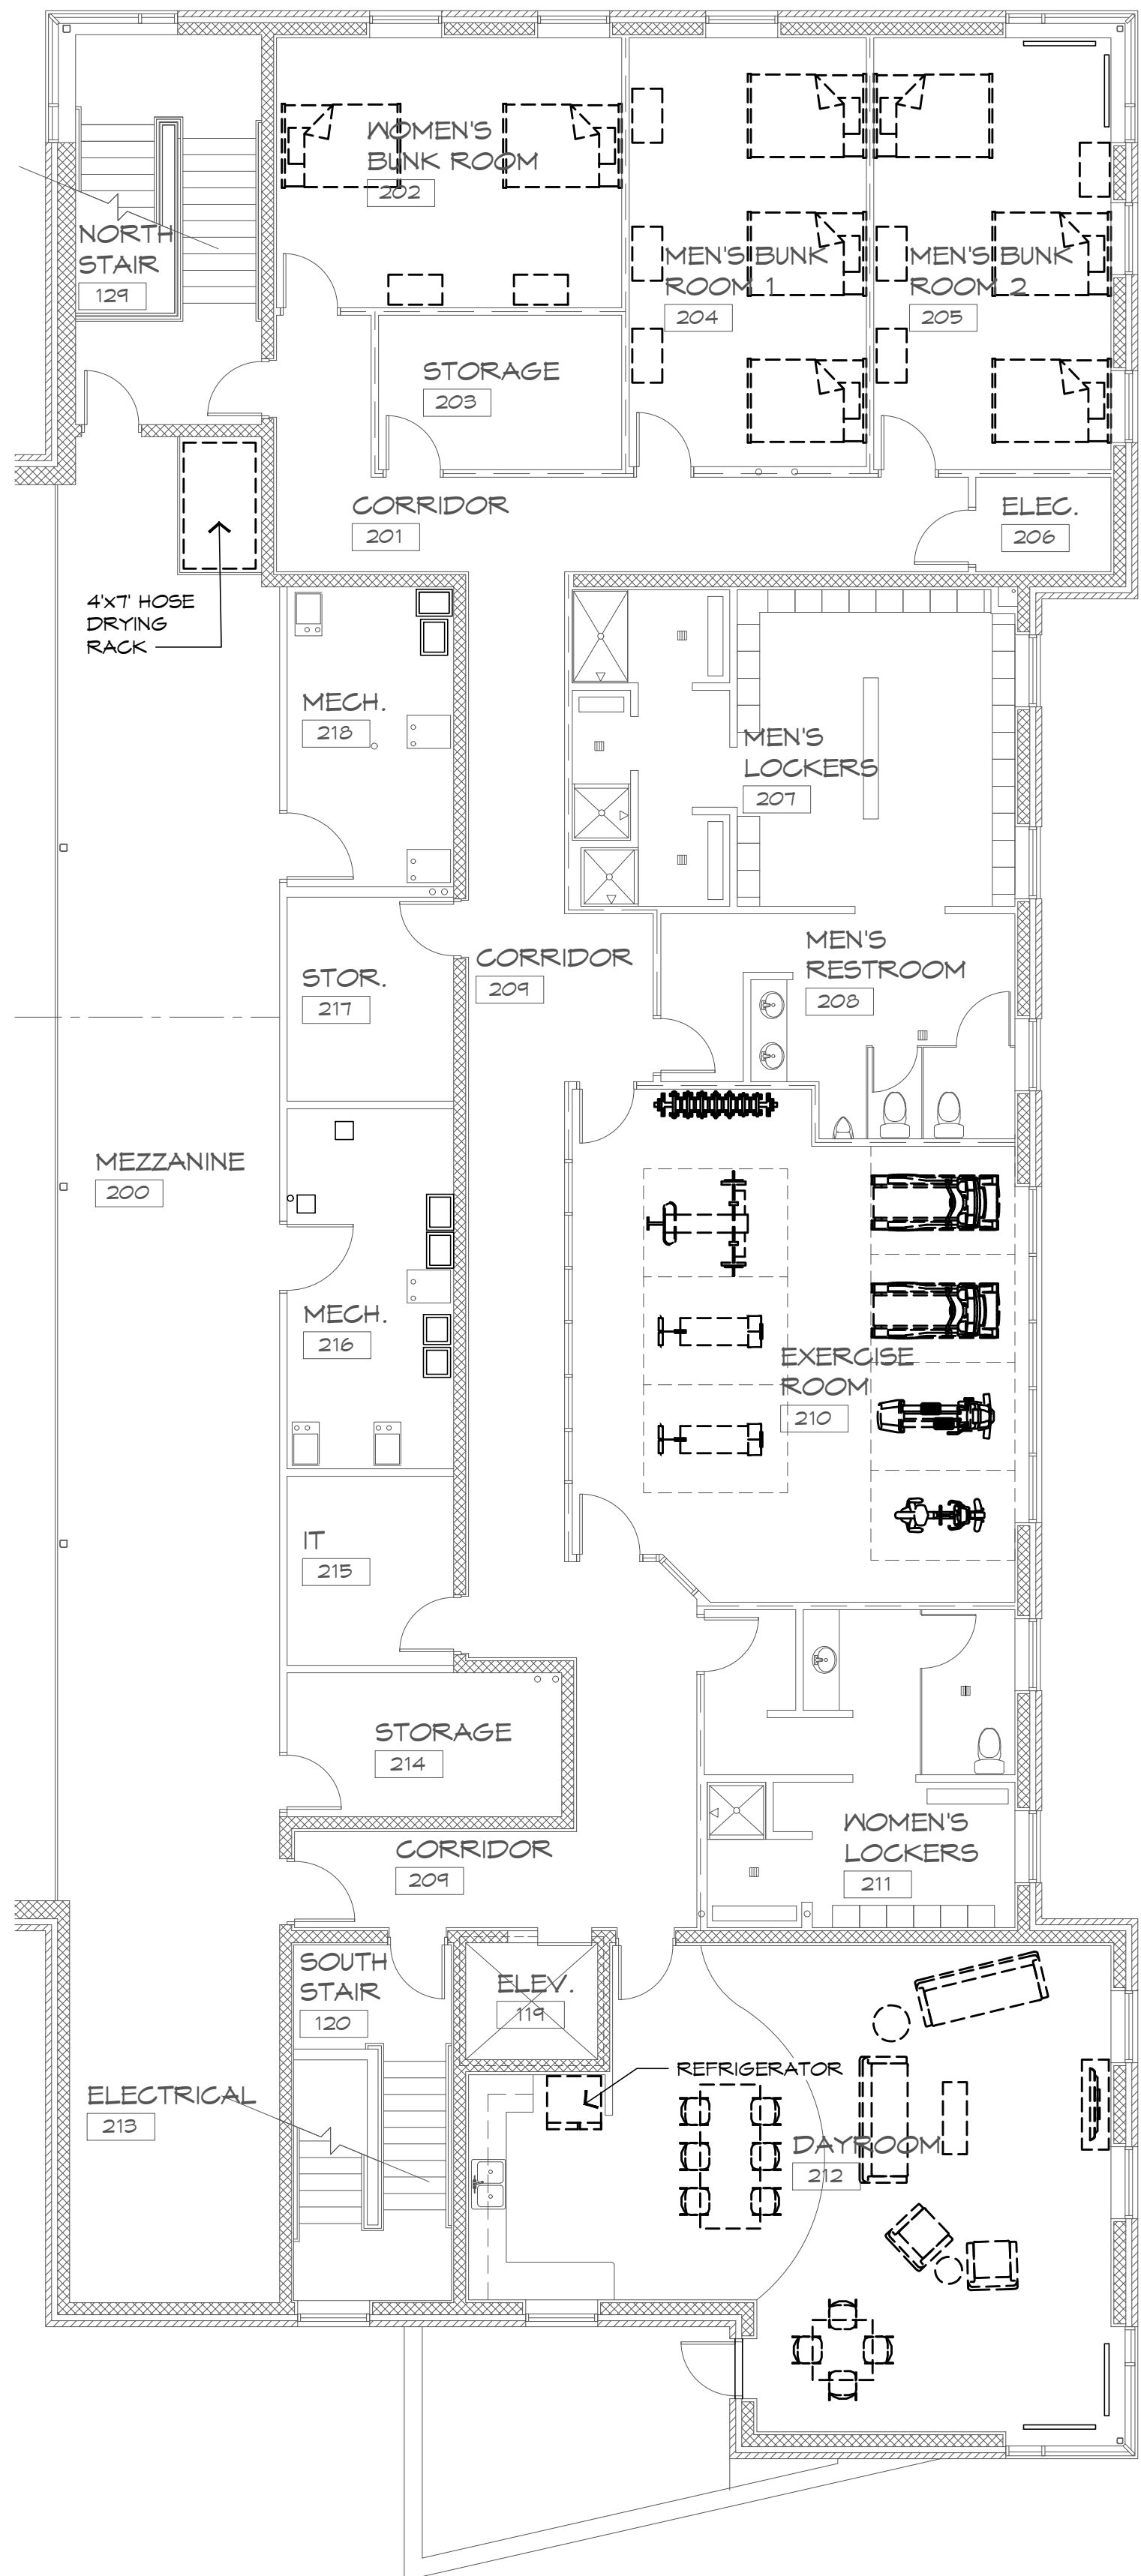 WOMEN'S
BUNK ROOM
202
NORTH
STAIR
129
MEN'S BUNK
ROOM 1
204
MEN'S BUNK
ROOM 2
205
STORAGE
203
CORRIDOR
201
ELEC.
206
4'x7' HOSE
DRYING
RACK
MECH.
218
MEN'S
LOCKERS
207
STOR.
217
CORRIDOR
209
MEN'S
RESTROOM
208
MEZZANINE
200
MECH.
216
EXERCISE
ROOM
210
IT
215
STORAGE
214
CORRIDOR
209
WOMEN'S
LOCKERS
211
SOUTH
STAIR
120
ELEV.
119
REFRIGERATOR
ELECTRICAL
213
DAYROOM
212